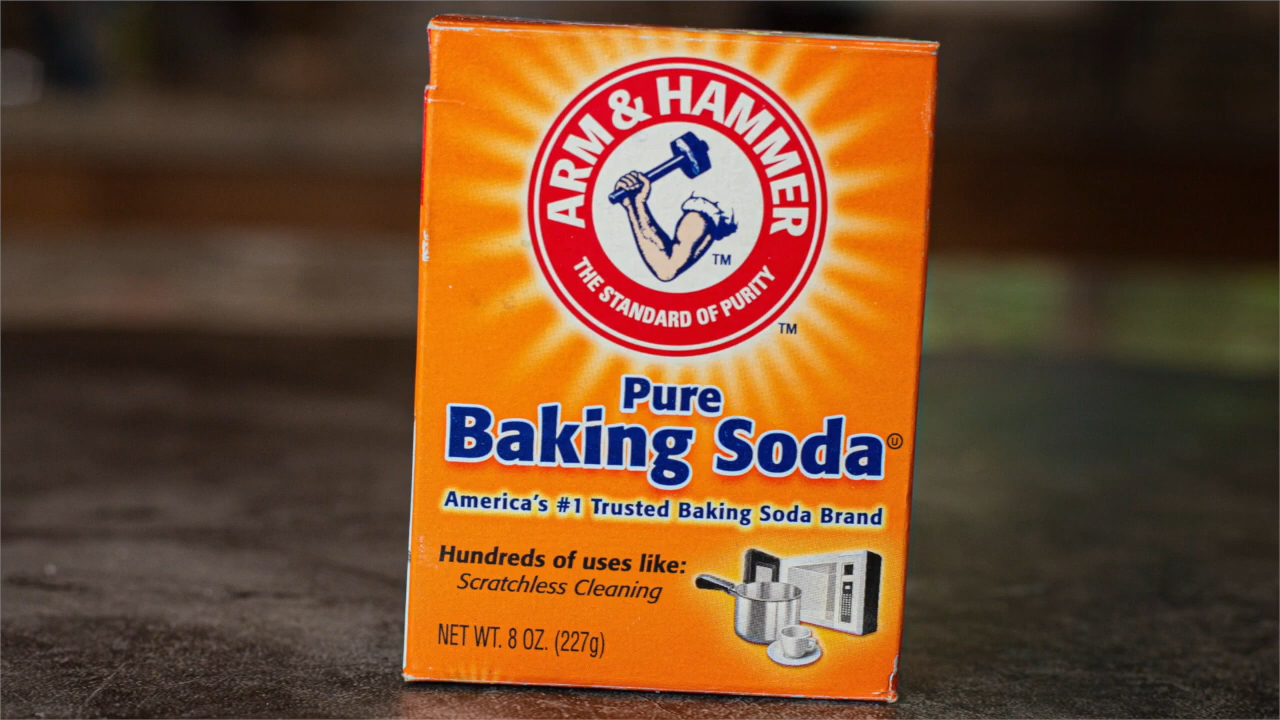 ARM & HAMMER
TM
THE STANDARD OF PURITY
TM
Pure
Baking Soda Ⓤ
America's #1 Trusted Baking Soda Brand
Hundreds of uses like:
Scratchless Cleaning
NET WT. 8 OZ. (227g)